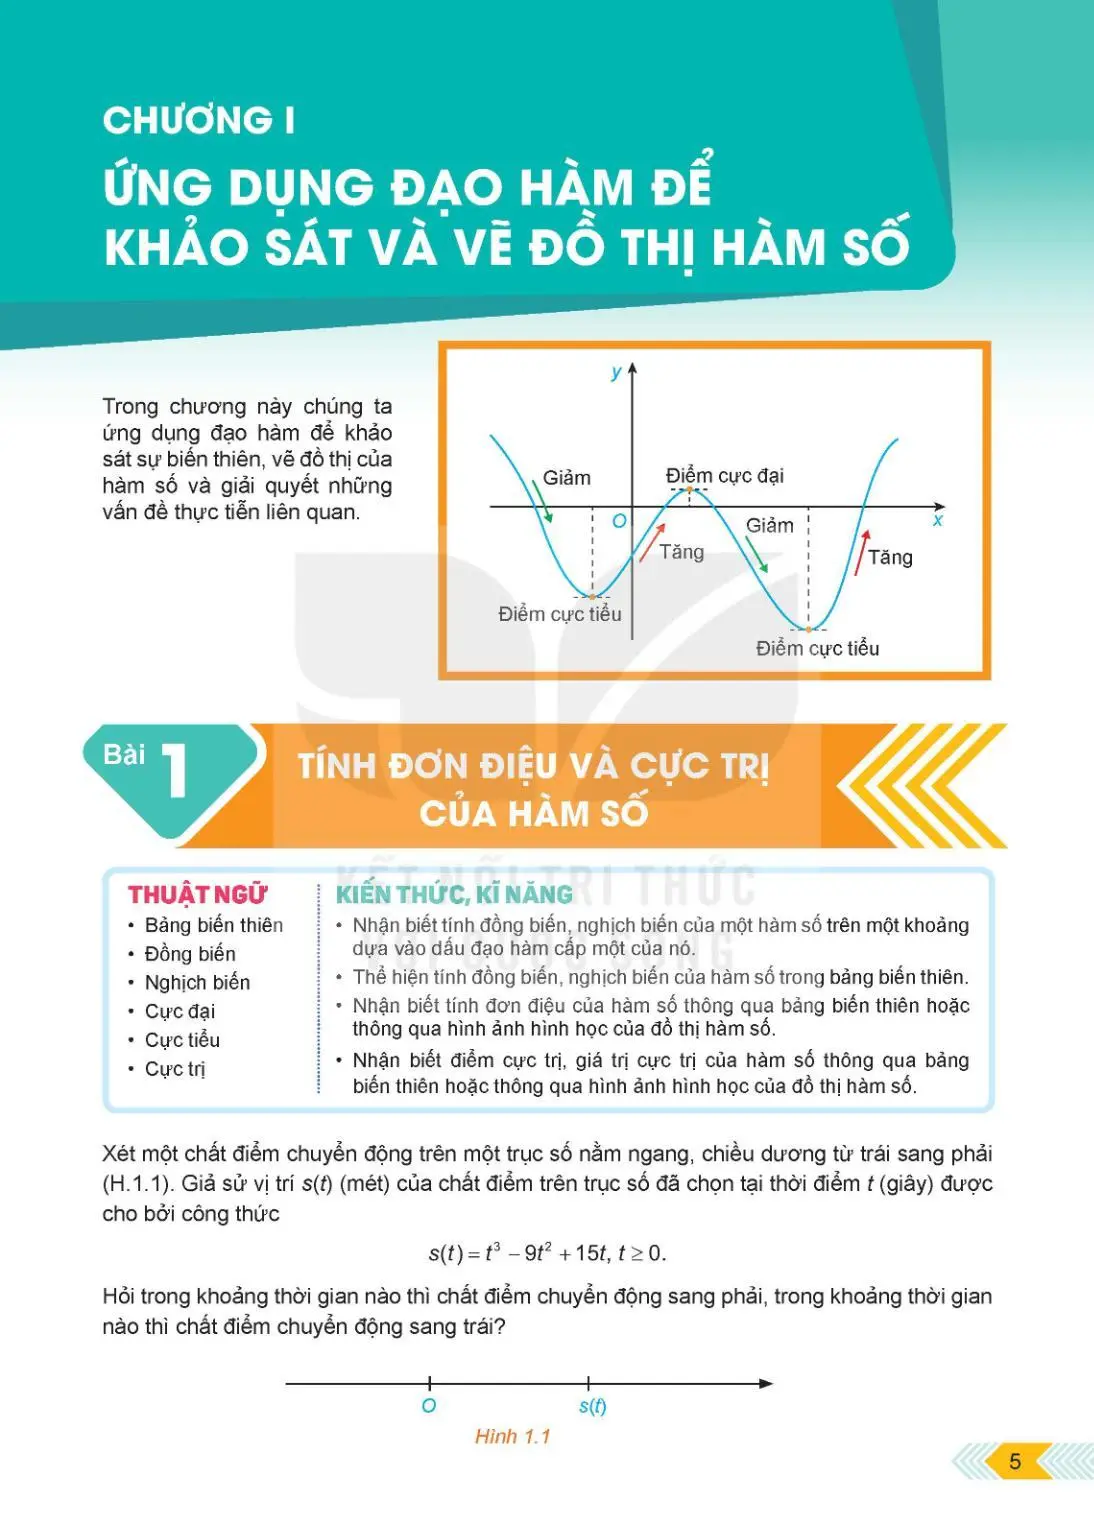 CHƯƠNG I
ỨNG DỤNG ĐẠO HÀM ĐỂ
KHẢO SÁT VÀ VẼ ĐỒ THỊ HÀM SỐ
Trong chương này chúng ta
ứng dụng đạo hàm để khảo
sát sự biến thiên, vẽ đồ thị của
hàm số và giải quyết những
vấn đề thực tiễn liên quan.
y
Giảm
Điểm cực đại
O
Giảm
x
Tăng
Tăng
Điểm cực tiểu
Điểm cực tiểu
Bài 1
TÍNH ĐƠN ĐIỆU VÀ CỰC TRỊ
CỦA HÀM SỐ
KẾT NỐI TRI THỨC
VỚI CUỘC SỐNG
THUẬT NGỮ
• Bảng biến thiên
• Đồng biến
• Nghịch biến
• Cực đại
• Cực tiểu
• Cực trị
KIẾN THỨC, KĨ NĂNG
• Nhận biết tính đồng biến, nghịch biến của một hàm số trên một khoảng
dựa vào dấu đạo hàm cấp một của nó.
• Thể hiện tính đồng biến, nghịch biến của hàm số trong bảng biến thiên.
• Nhận biết tính đơn điệu của hàm số thông qua bảng biến thiên hoặc
thông qua hình ảnh hình học của đồ thị hàm số.
• Nhận biết điểm cực trị, giá trị cực trị của hàm số thông qua bảng
biến thiên hoặc thông qua hình ảnh hình học của đồ thị hàm số.
Xét một chất điểm chuyển động trên một trục số nằm ngang, chiều dương từ trái sang phải
(H.1.1). Giả sử vị trí s(t) (mét) của chất điểm trên trục số đã chọn tại thời điểm t (giây) được
cho bởi công thức
s(t) = t³ − 9t² + 15t, t ≥ 0.
Hỏi trong khoảng thời gian nào thì chất điểm chuyển động sang phải, trong khoảng thời gian
nào thì chất điểm chuyển động sang trái?
O
s(t)
Hình 1.1
5